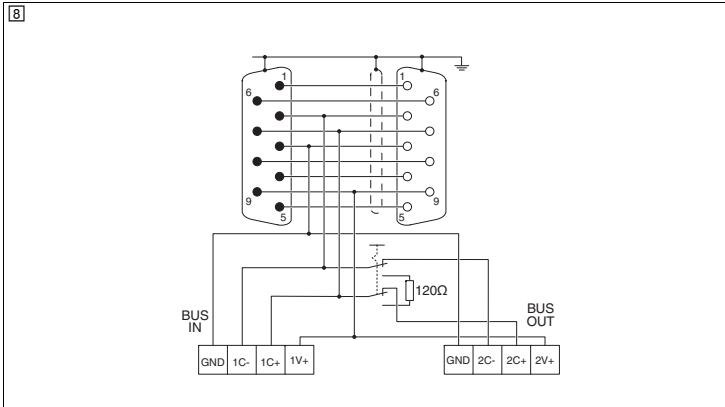 8
1 1
6 6
9 9
5 5
120Ω
BUS
IN
BUS
OUT
GND 1C- 1C+ 1V+
GND 2C- 2C+ 2V+